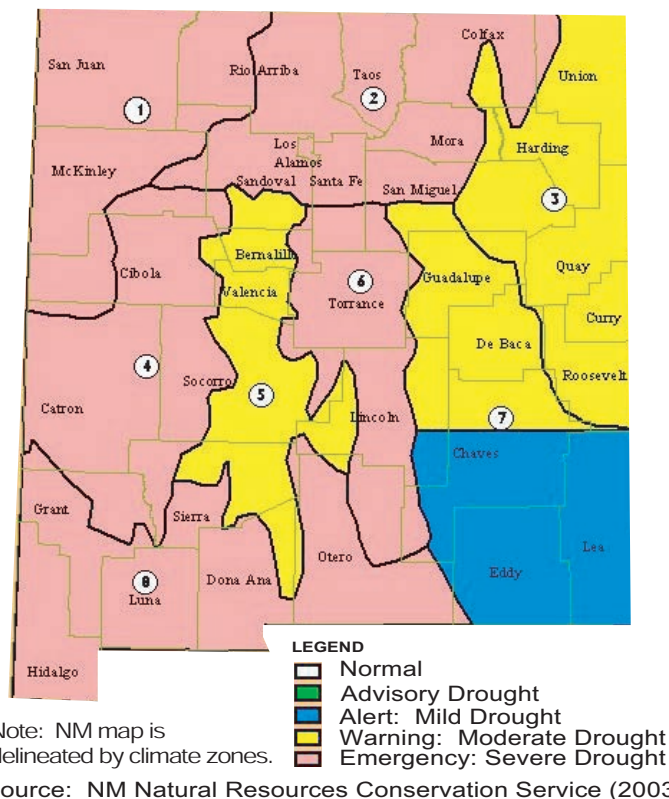 Colfax
San Juan
Rio Arriba
Taos
Union
1
2
Mora
Harding
Los
Alamos
McKinley
Sandoval
Santa Fe
San Miguel
3
Bernalill
Cibola
Valencia
6
Torrance
Guadalupe
Quay
Curry
De Baca
4
Socorro
5
Roosevelt
Catron
Lincoln
7
Chaves
Grant
Sierra
Otero
Lea
Eddy
8
Luna
Dona Ana
Hidalgo
LEGEND
Normal
Advisory Drought
Alert: Mild Drought
Warning: Moderate Drought
Emergency: Severe Drought
Note: NM map is
delineated by climate zones.
ource: NM Natural Resources Conservation Service (2003